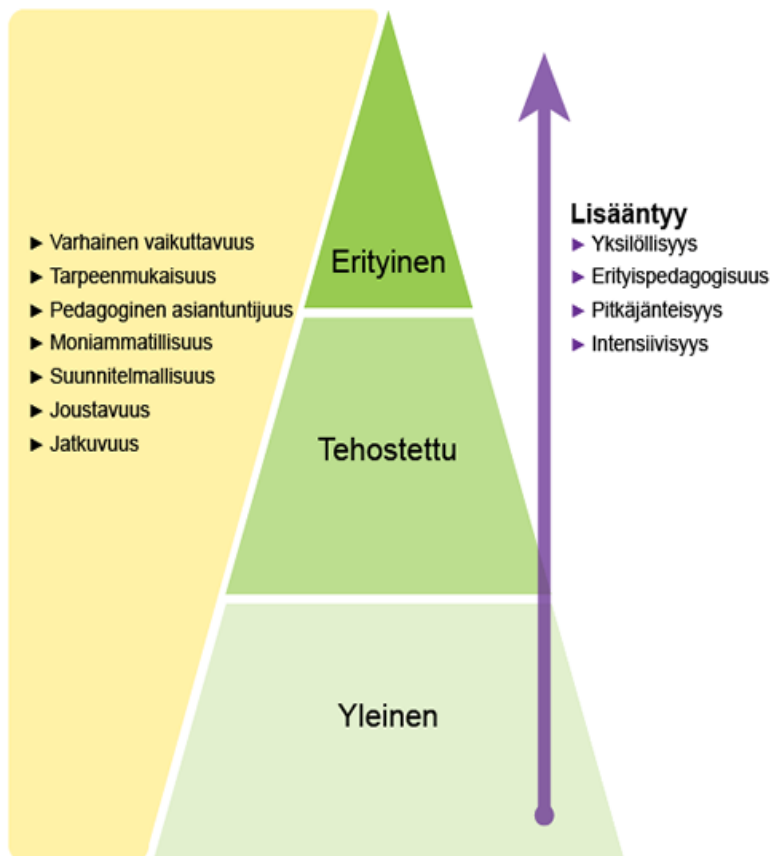 ► Varhainen vaikuttavuus
► Tarpeenmukaisuus
► Pedagoginen asiantuntijuus
► Moniammatillisuus
► Suunnitelmallisuus
► Joustavuus
► Jatkuvuus
Erityinen
Tehostettu
Yleinen
Lisääntyy
► Yksilöllisyys
► Erityispedagogisuus
► Pitkäjänteisyys
► Intensiivisyys